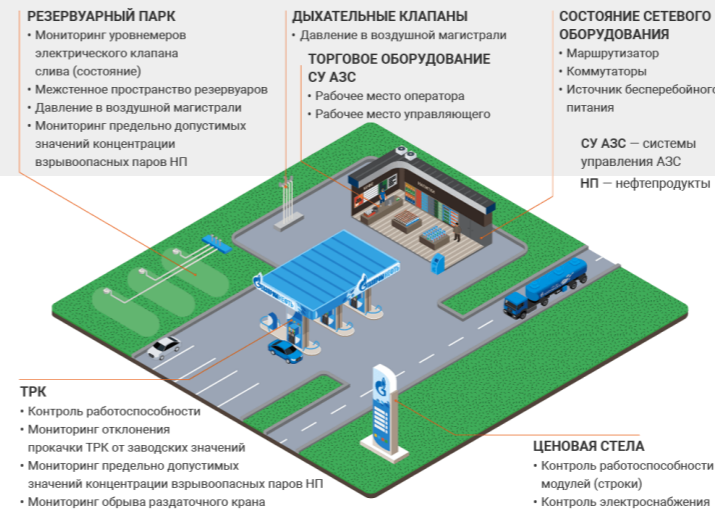 РЕЗЕРВУАРНЫЙ ПАРК
• Мониторинг уровнемеров
электрического клапана
слива (состояние)
• Межстенное пространство резервуаров
• Давление в воздушной магистрали
• Мониторинг предельно допустимых
значений концентрации
взрывоопасных паров НП
ДЫХАТЕЛЬНЫЕ КЛАПАНЫ
• Давление в воздушной магистрали
ТОРГОВОЕ ОБОРУДОВАНИЕ
СУ АЗС
• Рабочее место оператора
• Рабочее место управляющего
СОСТОЯНИЕ СЕТЕВОГО
ОБОРУДОВАНИЯ
• Маршрутизатор
• Коммутаторы
• Источник бесперебойного
питания
СУ АЗС — системы
управления АЗС
НП — нефтепродукты
ТРК
• Контроль работоспособности
• Мониторинг отклонения
прокачки ТРК от заводских значений
• Мониторинг предельно допустимых
значений концентрации взрывоопасных паров НП
• Мониторинг обрыва раздаточного крана
ЦЕНОВАЯ СТЕЛА
• Контроль работоспособности
модулей (строки)
• Контроль электроснабжения